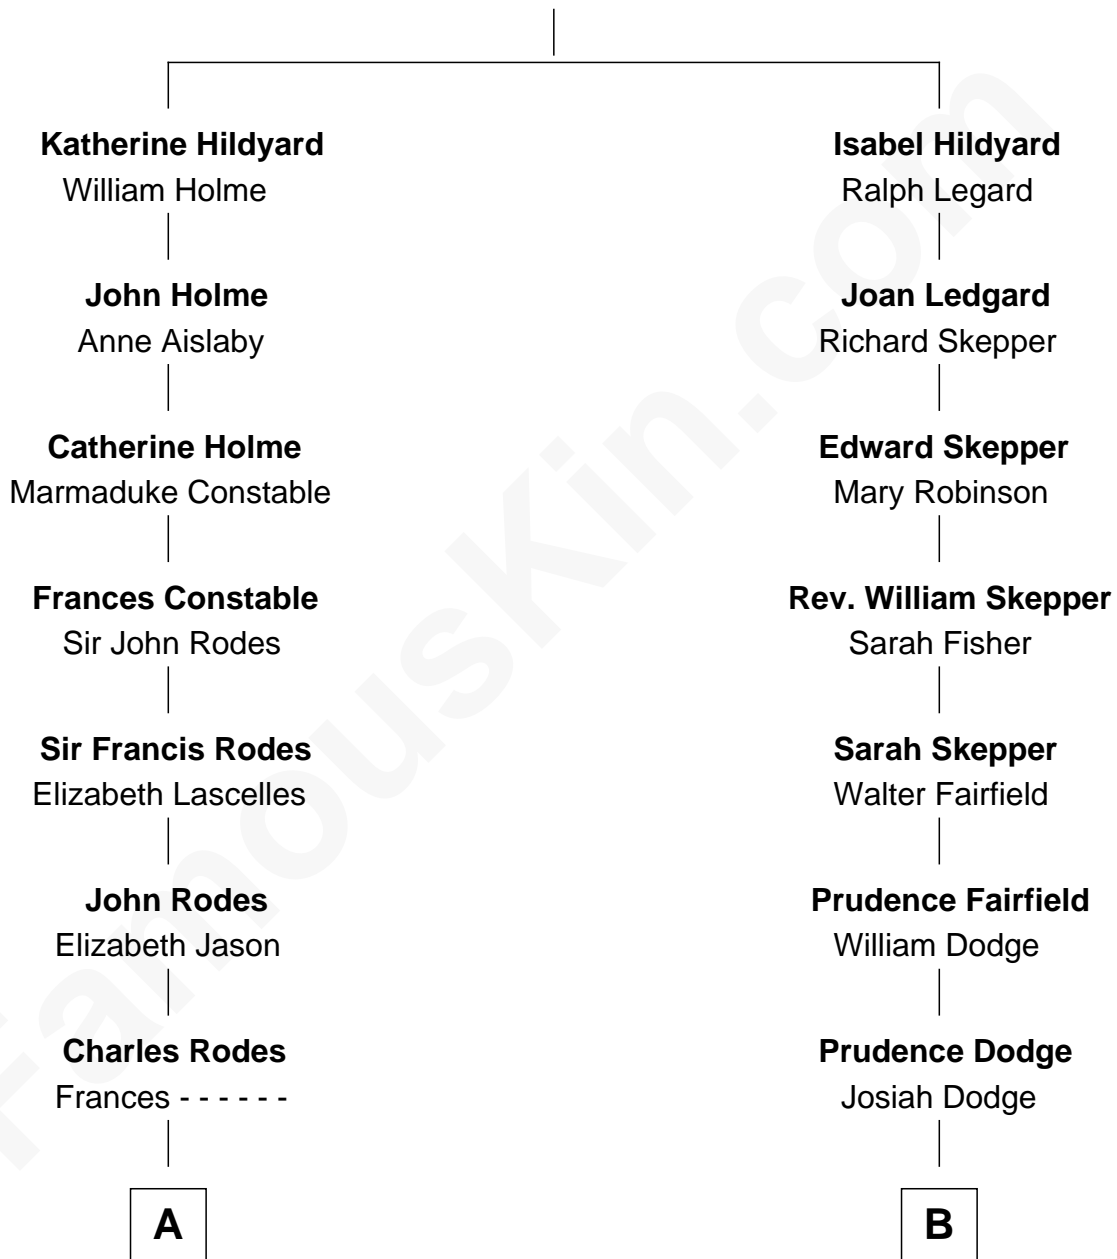 Katherine Hildyard
William Holme
John Holme
Anne Aislaby
Catherine Holme
Marmaduke Constable
Frances Constable
Sir John Rodes
Sir Francis Rodes
Elizabeth Lascelles
John Rodes
Elizabeth Jason
Charles Rodes
Frances - - - - - -
A
Isabel Hildyard
Ralph Legard
Joan Ledgard
Richard Skepper
Edward Skepper
Mary Robinson
Rev. William Skepper
Sarah Fisher
Sarah Skepper
Walter Fairfield
Prudence Fairfield
William Dodge
Prudence Dodge
Josiah Dodge
B
FamousKin.com